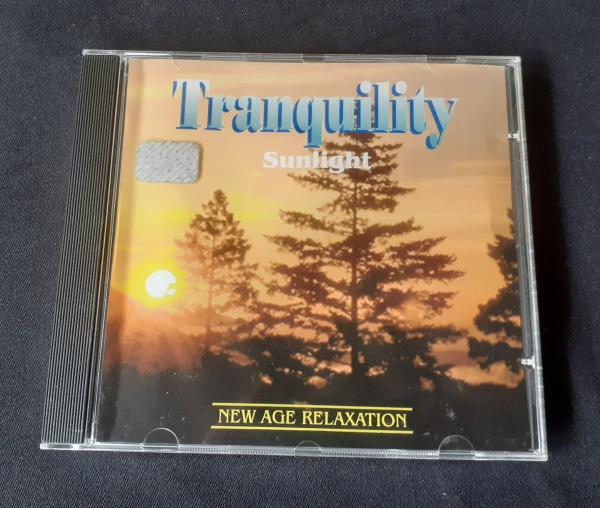 Tranquility
Sunlight
NEW AGE RELAXATION